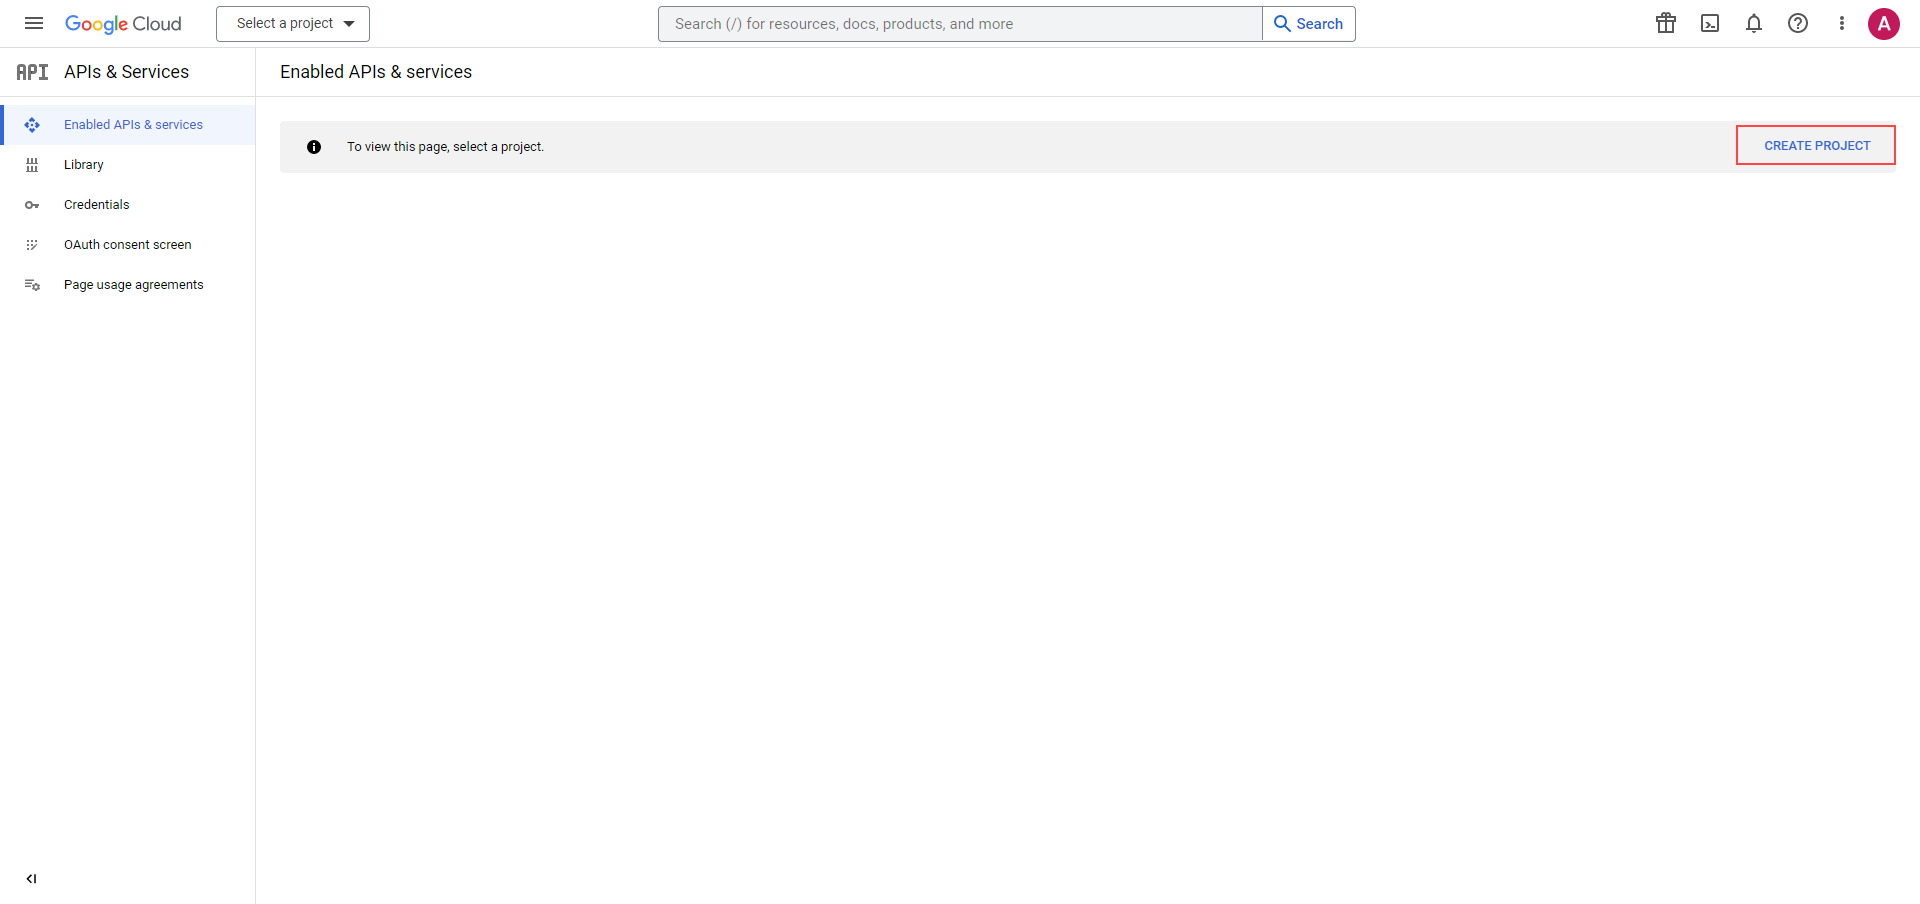 Google Cloud
Select a project
Search (/) for resources, docs, products, and more
Search
A
API
APIs & Services
Enabled APIs & services
Enabled APIs & services
Library
Credentials
OAuth consent screen
Page usage agreements
To view this page, select a project.
CREATE PROJECT